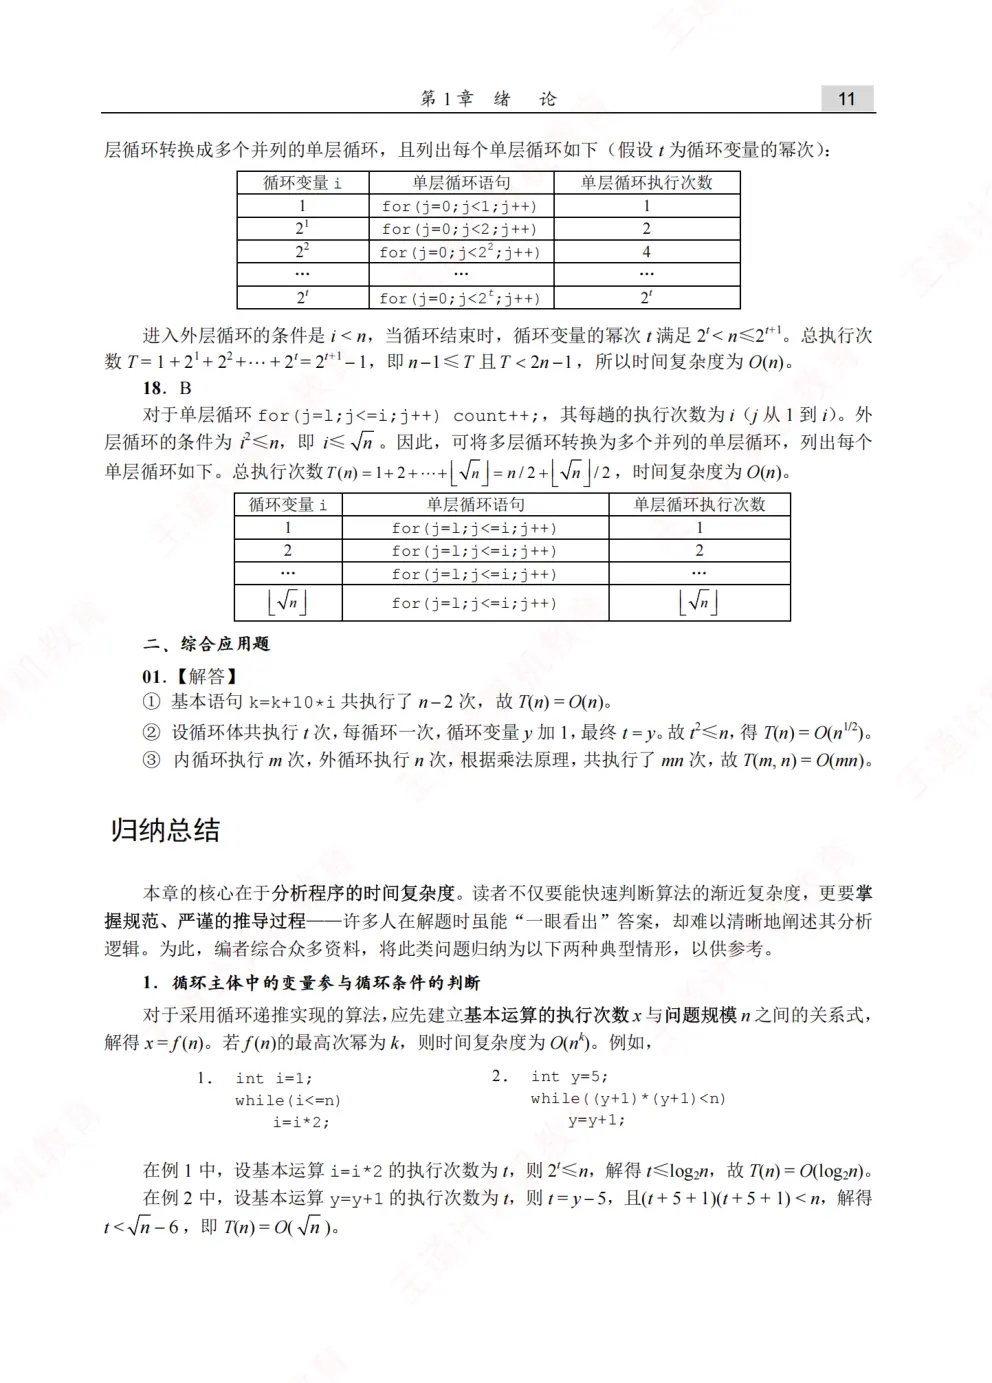 第 1 章 绪 论
11
层循环转换成多个并列的单层循环，且列出每个单层循环如下（假设 t 为循环变量的幂次）：
循环变量 i 单层循环语句 单层循环执行次数
1 for(j=0;j<1;j++) 1
2¹ for(j=0;j<2;j++) 2
2² for(j=0;j<2²;j++) 4
… … …
2ᵗ for(j=0;j<2ᵗ;j++) 2ᵗ
进入外层循环的条件是 i < n，当循环结束时，循环变量的幂次 t 满足 2ᵗ < n≤2ᵗ⁺¹。总执行次
数 T = 1 + 2¹ + 2² + ⋯ + 2ᵗ = 2ᵗ⁺¹ − 1，即 n−1≤T 且 T < 2n−1，所以时间复杂度为 O(n)。
18．B
对于单层循环 for(j=1;j<=i;j++) count++;，其每趟的执行次数为 i（j 从 1 到 i）。外
层循环的条件为 i²≤n，即 i≤√n。因此，可将多层循环转换为多个并列的单层循环，列出每个
单层循环如下。总执行次数 T(n) = 1+2+⋯+⌊√n⌋ = n/2+⌊√n⌋/2，时间复杂度为 O(n)。
循环变量 i 单层循环语句 单层循环执行次数
1 for(j=1;j<=i;j++) 1
2 for(j=1;j<=i;j++) 2
… for(j=1;j<=i;j++) …
⌊√n⌋ for(j=1;j<=i;j++) ⌊√n⌋
二、综合应用题
01．【解答】
① 基本语句 k=k+10*i 共执行了 n−2 次，故 T(n) = O(n)。
② 设循环体共执行 t 次，每循环一次，循环变量 y 加 1，最终 t = y。故 t²≤n，得 T(n) = O(n¹ᐟ²)。
③ 内循环执行 m 次，外循环执行 n 次，根据乘法原理，共执行了 mn 次，故 T(m, n) = O(mn)。
归纳总结
本章的核心在于分析程序的时间复杂度。读者不仅要能快速判断算法的渐近复杂度，更要掌
握规范、严谨的推导过程——许多人在解题时虽能“一眼看出”答案，却难以清晰地阐述其分析
逻辑。为此，编者综合众多资料，将此类问题归纳为以下两种典型情形，以供参考。
1．循环主体中的变量参与循环条件的判断
对于采用循环递推实现的算法，应先建立基本运算的执行次数 x 与问题规模 n 之间的关系式，
解得 x = f (n)。若 f (n)的最高次幂为 k，则时间复杂度为 O(nᵏ)。例如，
1. int i=1;
while(i<=n)
i=i*2;
2. int y=5;
while((y+1)*(y+1)<n)
y=y+1;
在例 1 中，设基本运算 i=i*2 的执行次数为 t，则 2ᵗ≤n，解得 t≤log₂n，故 T(n) = O(log₂n)。
在例 2 中，设基本运算 y=y+1 的执行次数为 t，则 t = y − 5，且(t + 5 + 1)(t + 5 + 1) < n，解得
t < √n − 6，即 T(n) = O(√n)。